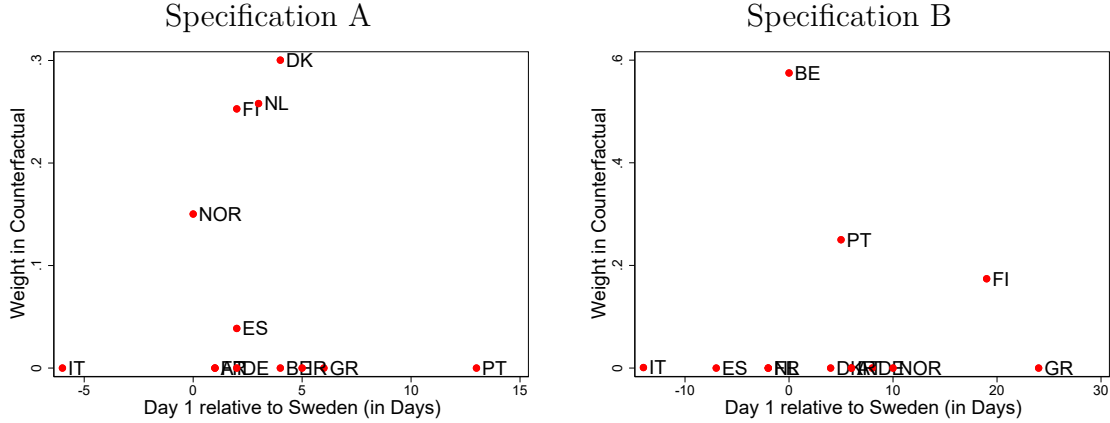 Specification A
Weight in Counterfactual
.3
.2
.1
0
DK
NL
FI
NOR
ES
IT
DE
BE
IR
GR
PT
-5
0
5
10
15
Day 1 relative to Sweden (in Days)
Specification B
Weight in Counterfactual
.6
.4
.2
0
BE
PT
FI
IT
ES
DK
DE
NOR
GR
-10
0
10
20
30
Day 1 relative to Sweden (in Days)